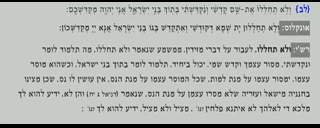 {לב} וְלֹא תְחַלְּלוּ אֶת שֵׁם קָדְשִׁי וְנִקְדַּשְׁתִּי בְּתוֹךְ בְּנֵי יִשְׂרָאֵל אֲנִי יְהוָה מְקַדִּשְׁכֶם:
אונקלוס: וְלָא תְחַלְּלוּן יָת שְׁמָא דְקוּדְשִׁי וְאֶתְקַדַּשׁ בְּגוֹ בְּנֵי יִשְׂרָאֵל אֲנָא יְיָ מְקַדִּשְׁכוֹן:
רש"י: ולא תחללו. לעבור על דברי מזידין. ממשמע שנאמר ולא תחללו, מה תלמוד לומר
ונקדשתי, מסור עצמך וקדש שמי. יכול ביחיד, תלמוד לומר בתוך בני ישראל. וכשהוא מוסר
עצמו, ימסור עצמו על מנת למות, שכל המוסר עצמו על מנת הנס, אין עושין לו נס, שכן מצינו
בחנניה מישאל ועזריה שלא מסרו עצמן על מנת הנס, שנאמר (דניאל ג יח) והן לא, ידיע להוא לך
מלכא די לאלהך לא איתנא פלחין וגו׳ , מציל ולא מציל, ידיע להוא לך וגו׳ :